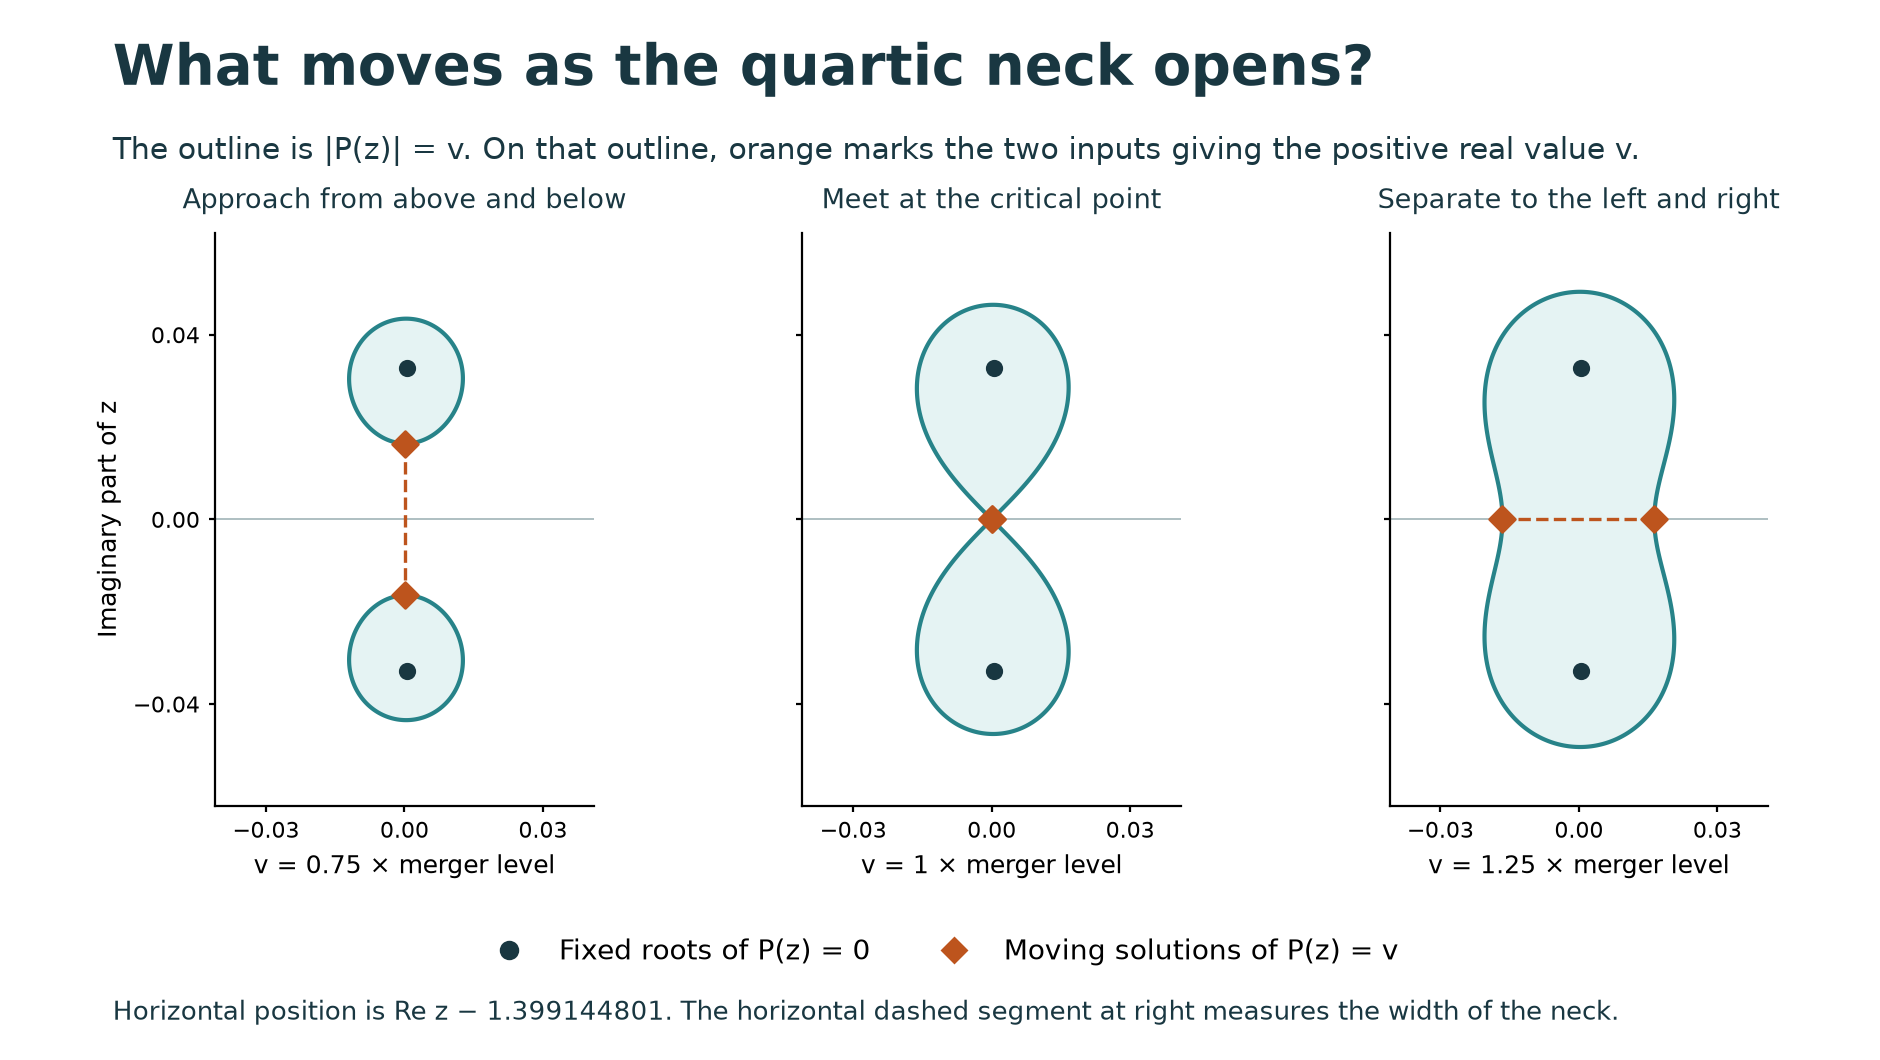 What moves as the quartic neck opens?
The outline is |P(z)| = v. On that outline, orange marks the two inputs giving the positive real value v.
Approach from above and below
Meet at the critical point
Separate to the left and right
Imaginary part of z
0.04
0.00
−0.04
−0.03 0.00 0.03
−0.03 0.00 0.03
−0.03 0.00 0.03
v = 0.75 × merger level
v = 1 × merger level
v = 1.25 × merger level
Fixed roots of P(z) = 0
Moving solutions of P(z) = v
Horizontal position is Re z − 1.399144801. The horizontal dashed segment at right measures the width of the neck.